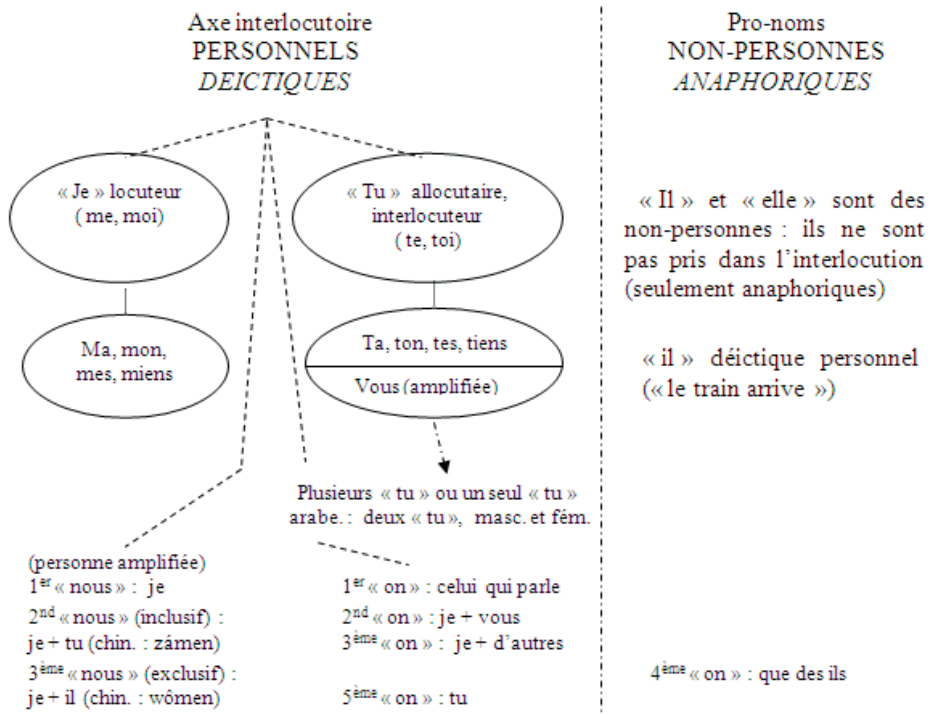 Axe interlocutoire
PERSONNELS
DEICTIQUES
« Je » locuteur
( me, moi)
« Tu » allocutaire,
interlocuteur
( te, toi)
Ma, mon,
mes, miens
Ta, ton, tes, tiens
Vous (amplifiée)
Plusieurs « tu » ou un seul « tu »
arabe. : deux « tu », masc. et fém.
(personne amplifiée)
1er « nous » : je
2nd « nous » (inclusif) :
je + tu (chin. : zámen)
3ème « nous » (exclusif) :
je + il (chin. : wômen)
1er « on » : celui qui parle
2nd « on » : je + vous
3ème « on » : je + d’autres
5ème « on » : tu
Pro-noms
NON-PERSONNES
ANAPHORIQUES
« Il » et « elle » sont des
non-personnes : ils ne sont
pas pris dans l’interlocution
(seulement anaphoriques)
« il » déictique personnel
(« le train arrive »)
4ème « on » : que des ils